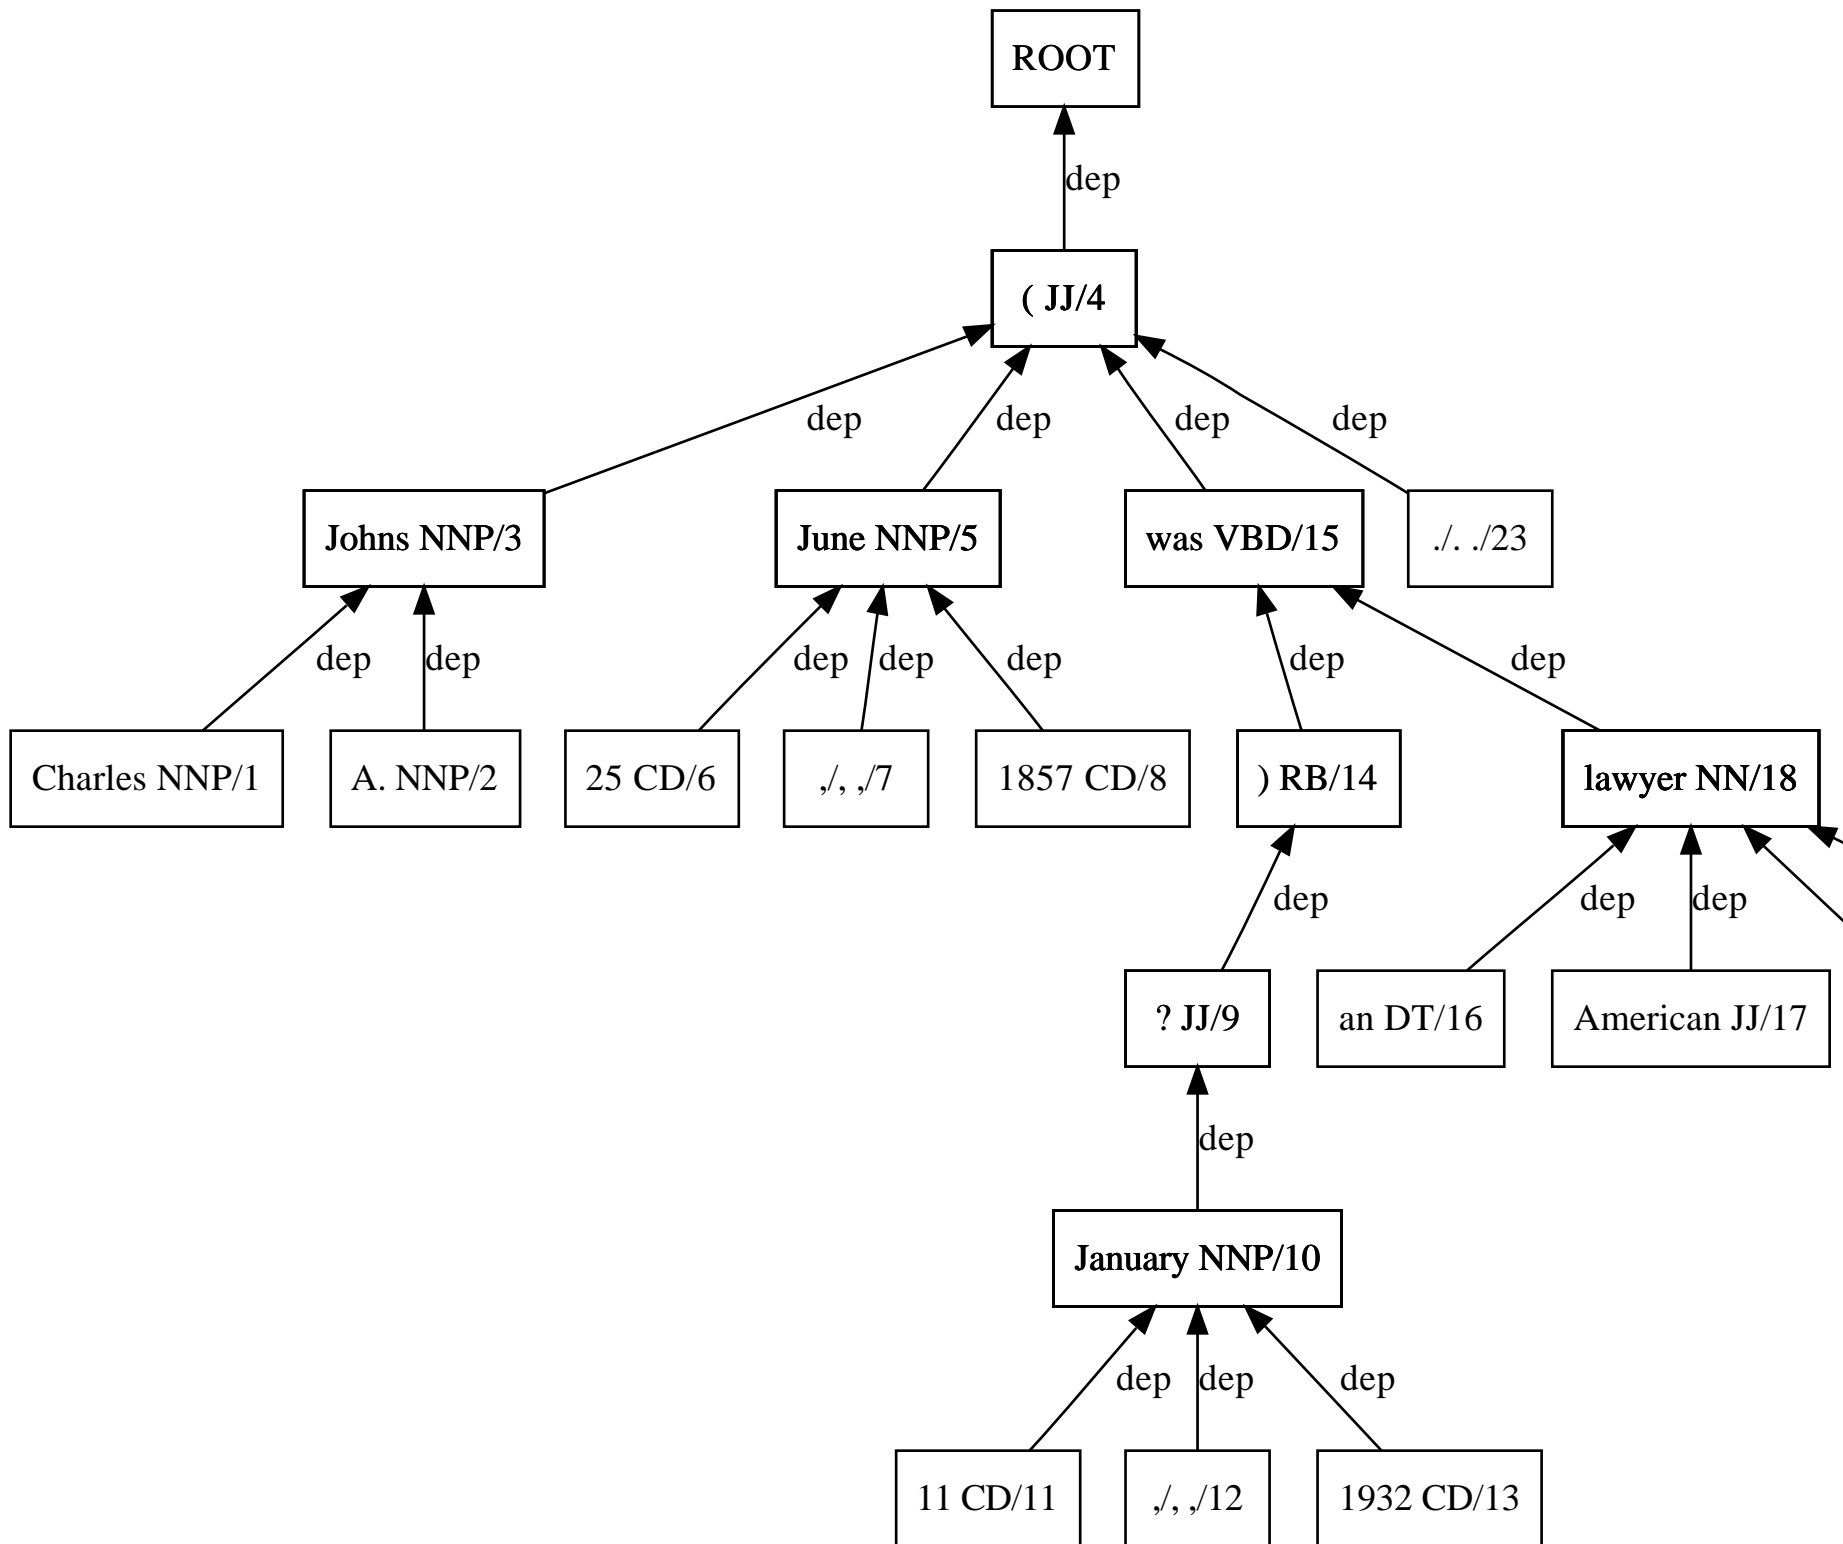 ROOT
dep
( JJ/4
dep dep dep dep
Johns NNP/3 June NNP/5 was VBD/15 ./. ./23
dep dep dep dep dep dep dep
Charles NNP/1 A. NNP/2 25 CD/6 ,/, ,/7 1857 CD/8 ) RB/14 lawyer NN/18
dep dep dep
? JJ/9 an DT/16 American JJ/17
dep
January NNP/10
dep dep dep
11 CD/11 ,/, ,/12 1932 CD/13